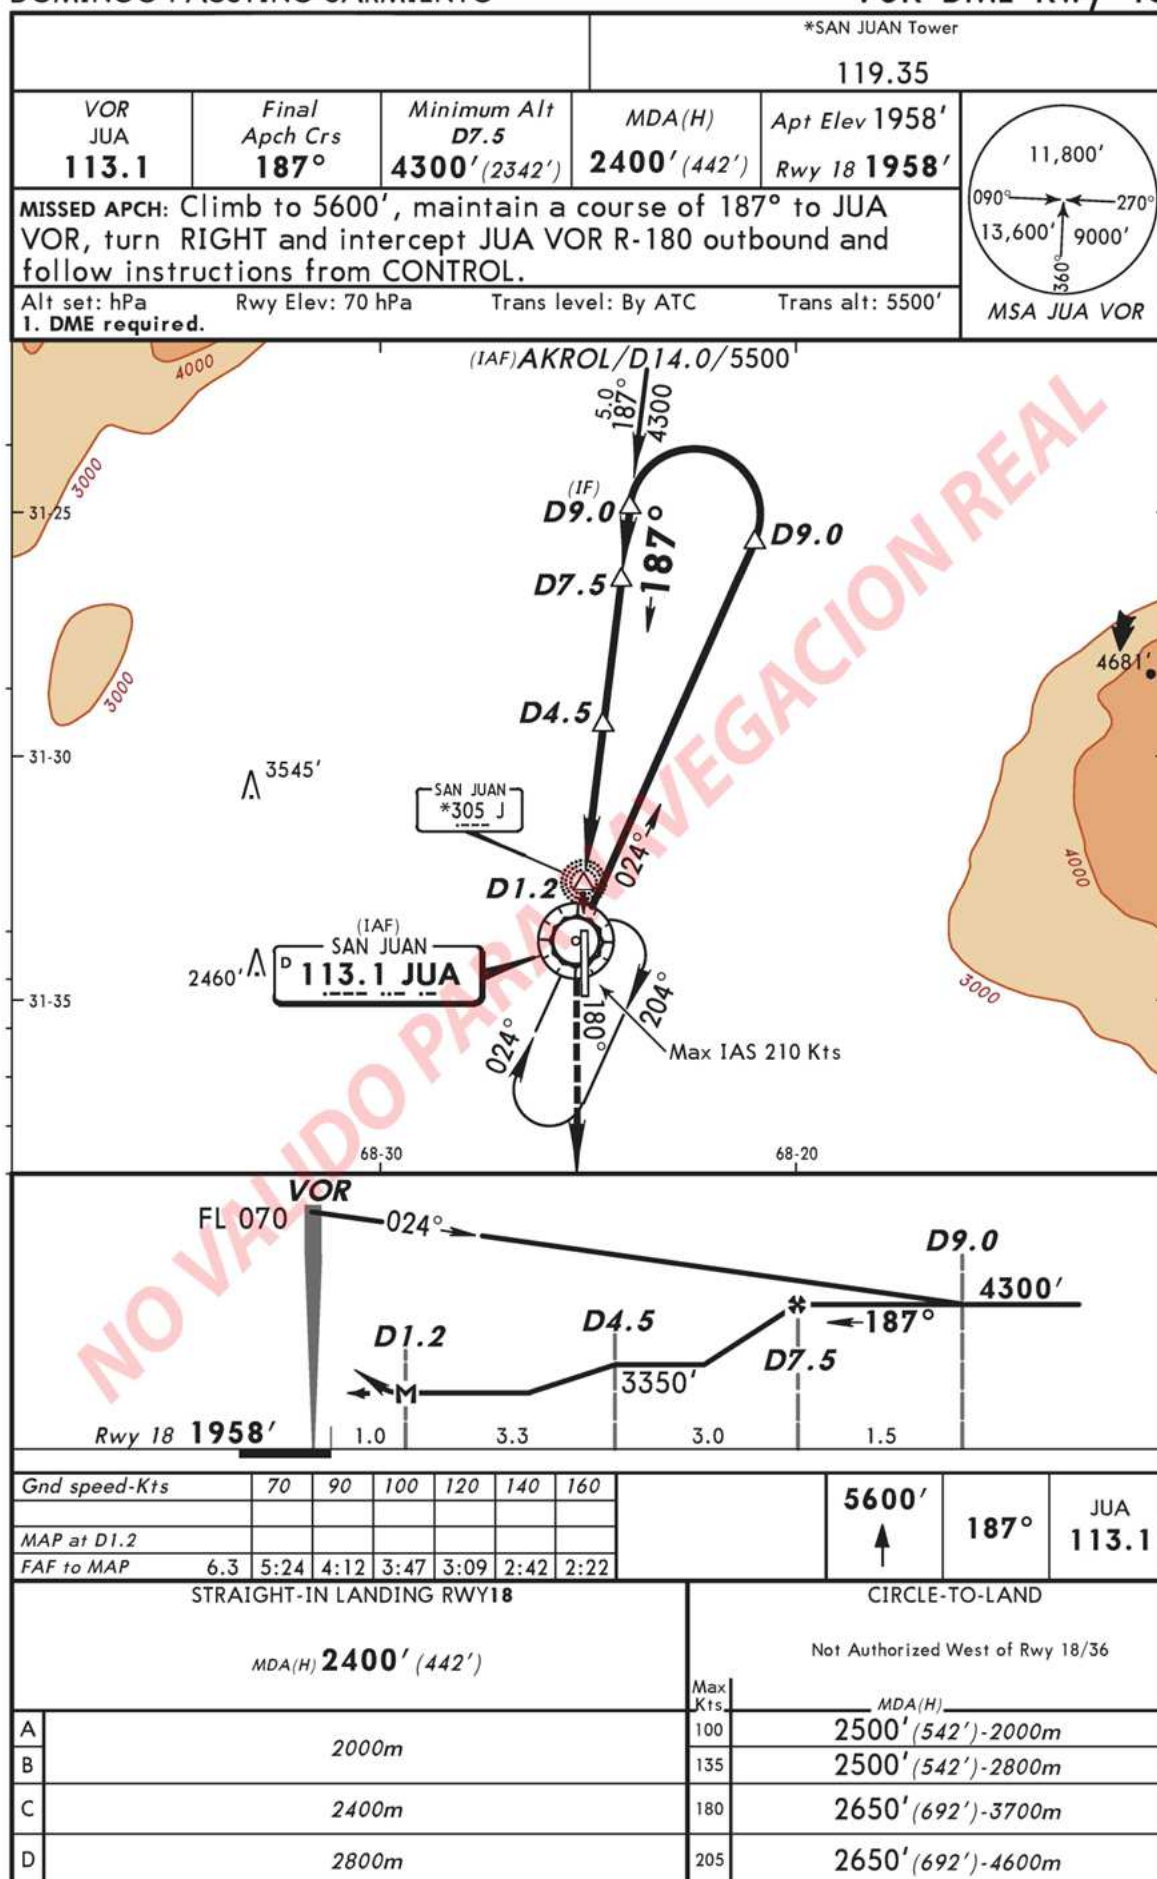 *SAN JUAN Tower
119.35
VOR
JUA
113.1
Final
Apch Crs
187°
Minimum Alt
D7.5
4300'(2342')
MDA(H)
2400'(442')
Apt Elev 1958'
Rwy 18 1958'
11,800'
090° 270°
13,600' 9000'
360°
MSA JUA VOR
MISSED APCH: Climb to 5600', maintain a course of 187° to JUA
VOR, turn RIGHT and intercept JUA VOR R-180 outbound and
follow instructions from CONTROL.
Alt set: hPa Rwy Elev: 70 hPa Trans level: By ATC Trans alt: 5500'
1. DME required.
4000
(IAF) AKROL/D14.0/5500
5.0
187°
4300
3000
31-25
(IF)
D9.0
187°
D9.0
D7.5
3000
4681'
D4.5
31-30
3545'
SAN JUAN
*305 J
024°
4000
D1.2
(IAF)
SAN JUAN
D 113.1 JUA
2460'
3000
31-35
204°
180°
024°
Max IAS 210 Kts
68-30
68-20
NO VALIDO PARA NAVEGACION REAL
VOR
FL 070
024°
D9.0
4300'
187°
D1.2
D4.5
D7.5
3350'
Rwy 18 1958'
1.0 3.3 3.0 1.5
Gnd speed-Kts 70 90 100 120 140 160
MAP at D1.2
FAF to MAP 6.3 5:24 4:12 3:47 3:09 2:42 2:22
5600'
187°
JUA
113.1
STRAIGHT-IN LANDING RWY18
MDA(H) 2400'(442')
A
B
2000m
C 2400m
D 2800m
CIRCLE-TO-LAND
Not Authorized West of Rwy 18/36
Max
Kts
MDA(H)
100 2500'(542')-2000m
135 2500'(542')-2800m
180 2650'(692')-3700m
205 2650'(692')-4600m